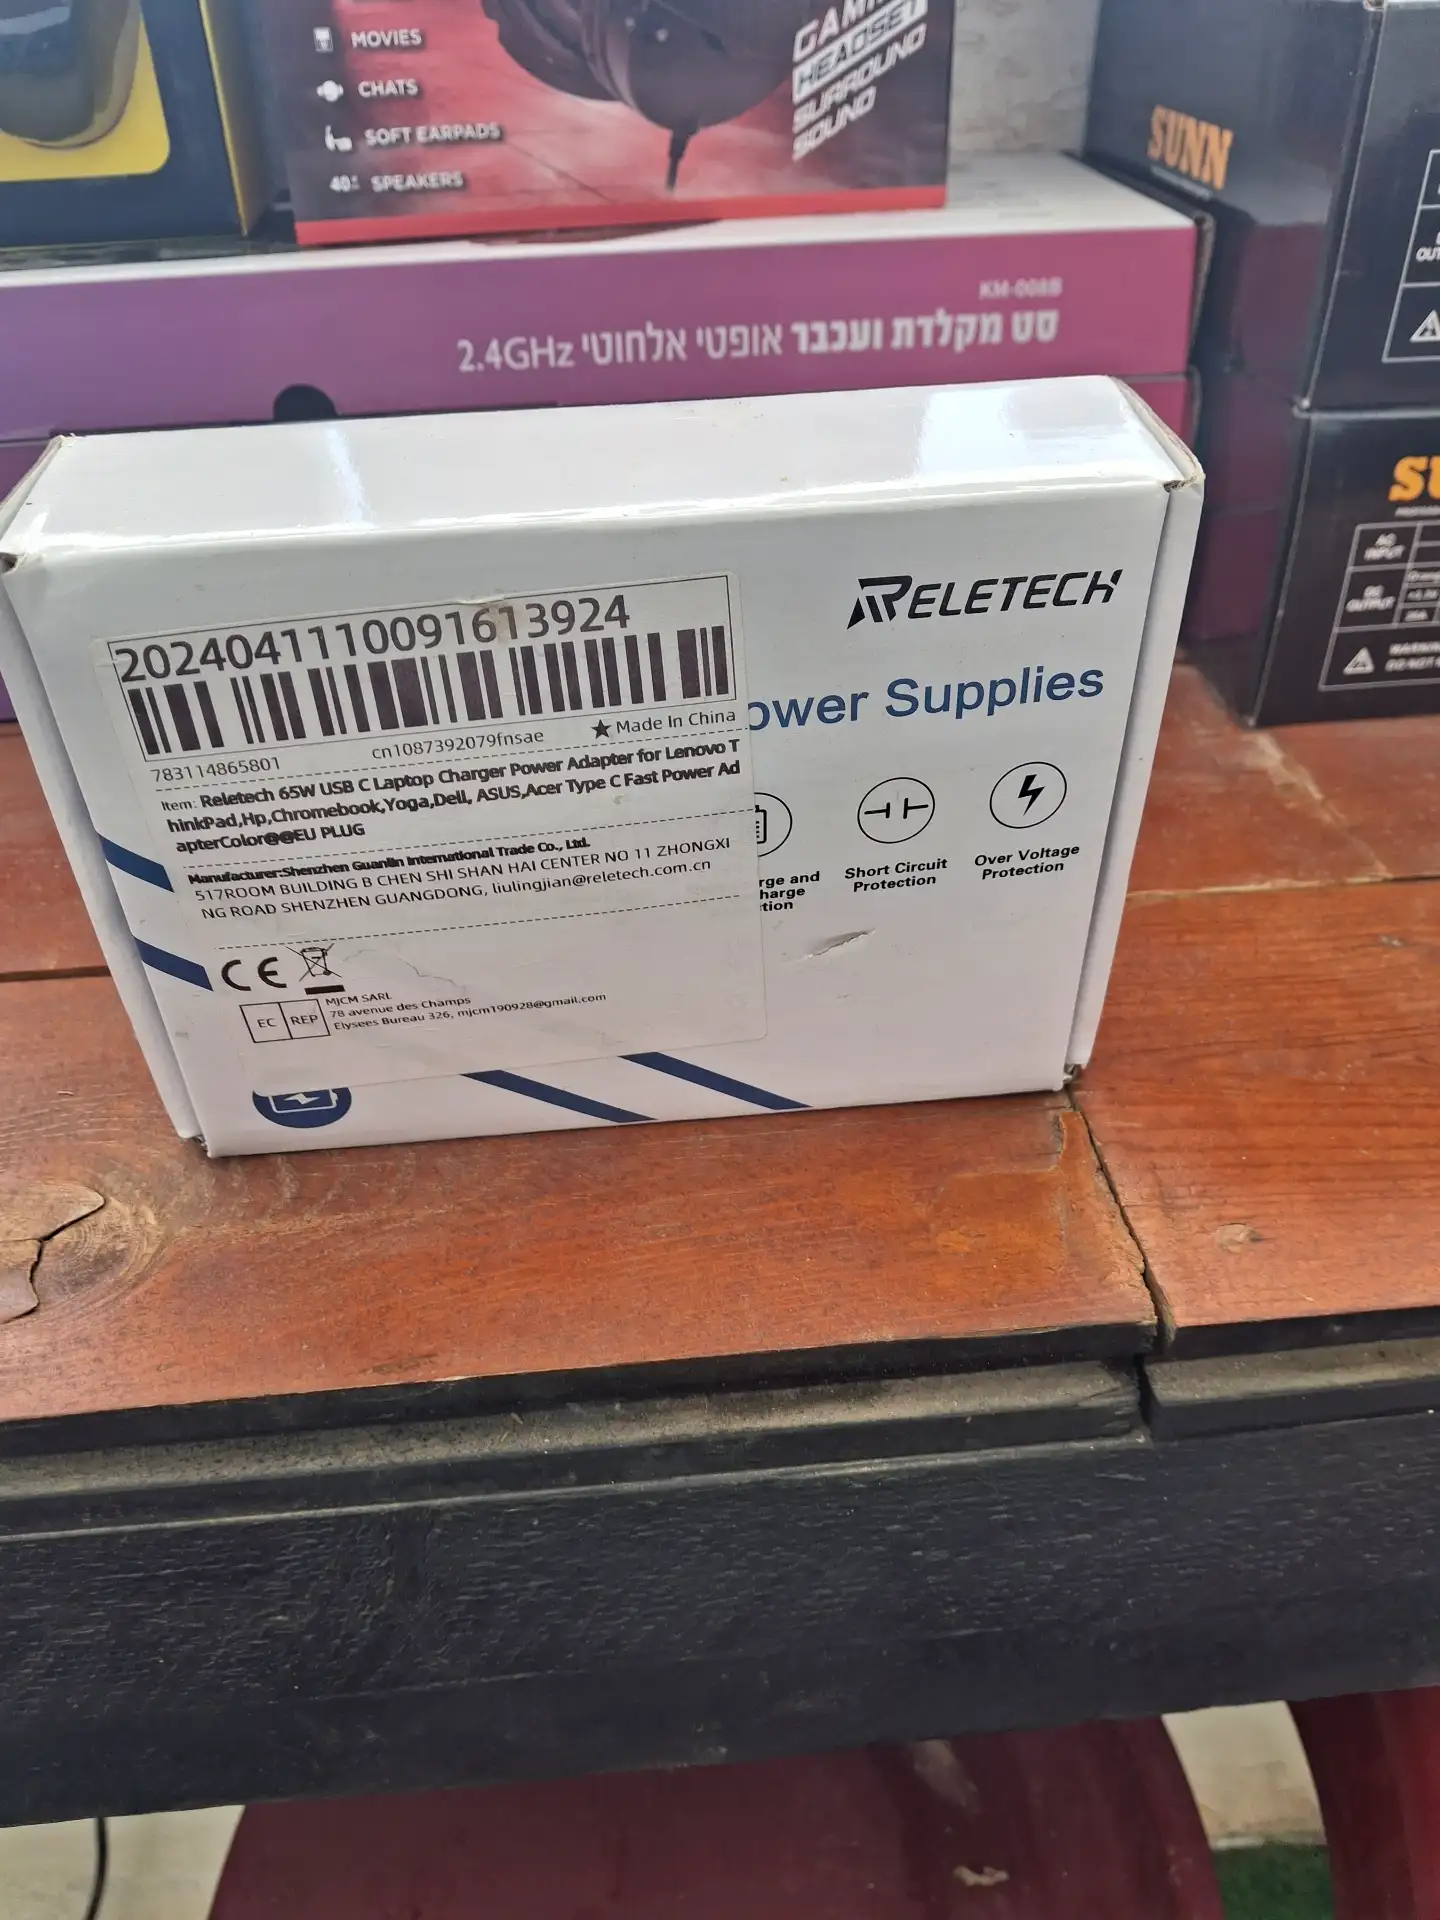 MOVIES
CHATS
SOFT EARPADS
SPEAKERS
HEADSET
SURROUND
SOUND
SUNN
KM-008B
סט מקלדת ועכבר אופטי אלחוטי 2.4GHz
RELETECH
ower Supplies
2024041110091613924
783114865801
cn1087392079fnsae
★ Made In China
Item: Reletech 65W USB C Laptop Charger Power Adapter for Lenovo T
hinkPad,Hp,Chromebook,Yoga,Dell, ASUS,Acer Type C Fast Power Ad
apterColor@@EU PLUG
Manufacturer:Shenzhen Guanlin International Trade Co., Ltd.
517ROOM BUILDING B CHEN SHI SHAN HAI CENTER NO 11 ZHONGXI
NG ROAD SHENZHEN GUANGDONG, liulingjian@reletech.com.cn
CE
EC REP
MJCM SARL
78 avenue des Champs
Elysees Bureau 326, mjcm190928@gmail.com
rge and
harge
tion
Short Circuit
Protection
Over Voltage
Protection
AC
INPUT
DC
OUTPUT